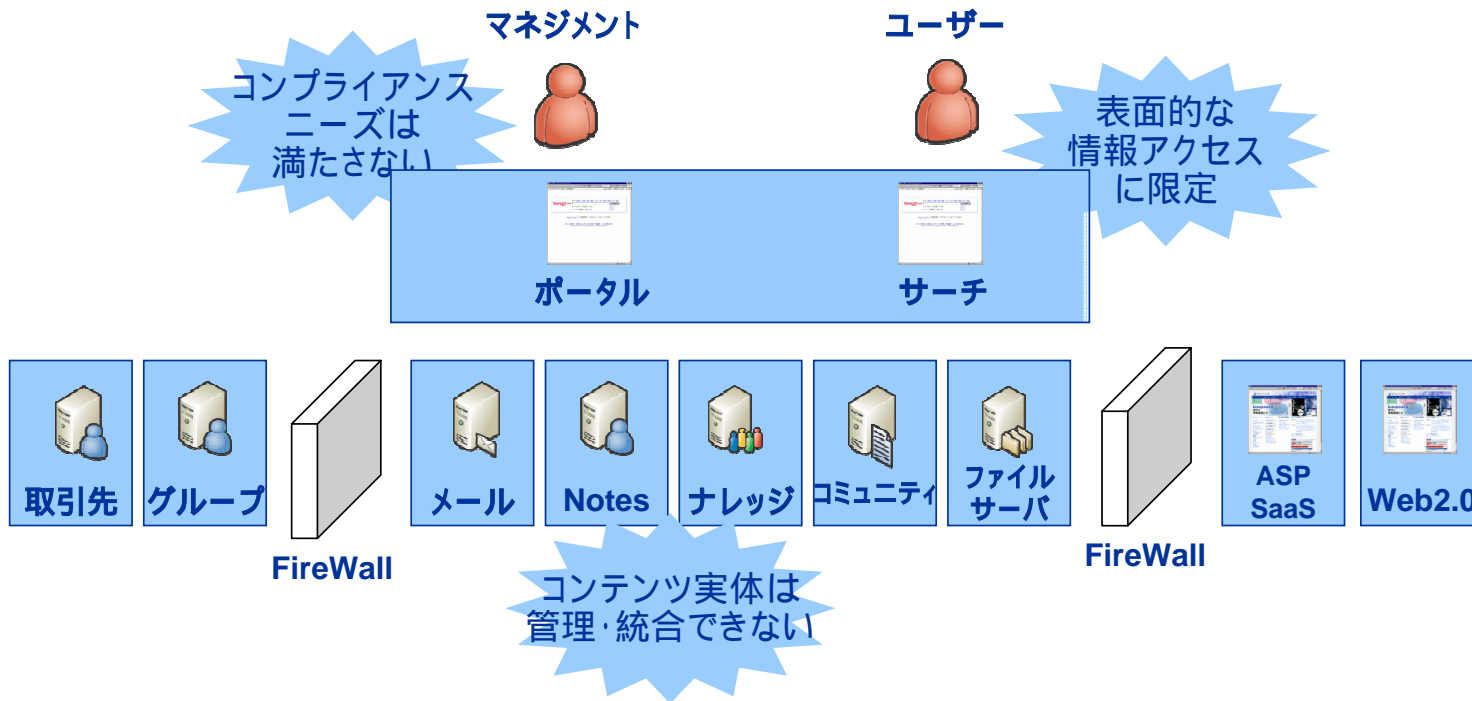 マネジメント
ユーザー
コンプライアンス
ニーズは
満たさない
表面的な
情報アクセス
に限定
ポータル
サーチ
取引先
グループ
FireWall
メール
Notes
ナレッジ
コミュニティ
ファイル
サーバ
FireWall
ASP
SaaS
Web2.0
コンテンツ実体は
管理・統合できない